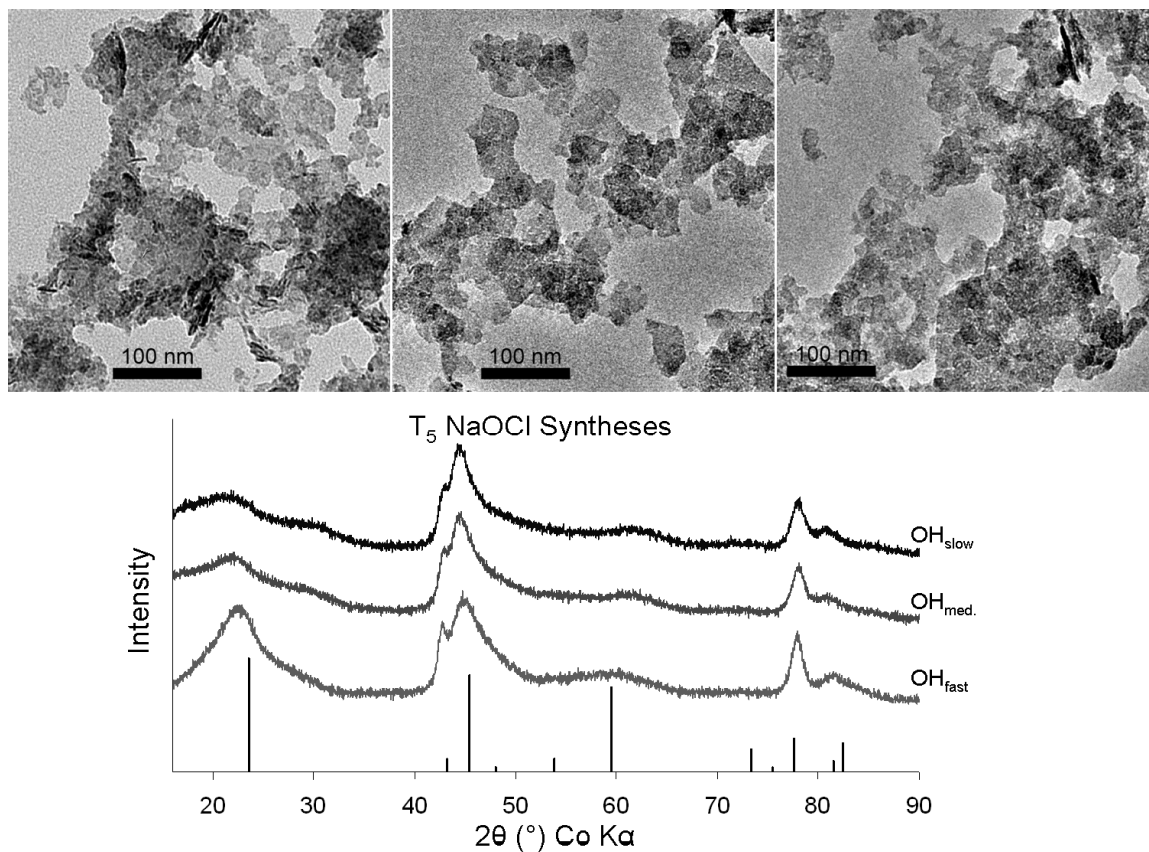 100 nm
100 nm
100 nm
T₅ NaOCl Syntheses
Intensity
OHslow
OHmed.
OHfast
20 30 40 50 60 70 80 90
2θ (°) Co Kα